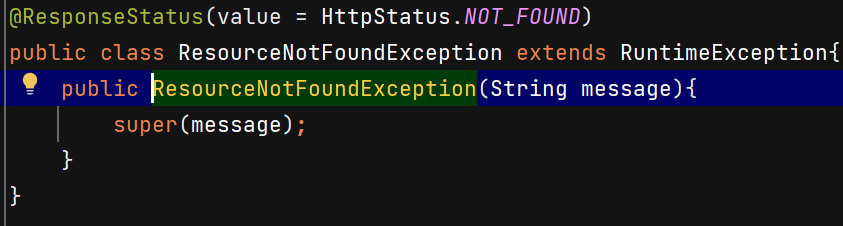 @ResponseStatus(value = HttpStatus.NOT_FOUND)
public class ResourceNotFoundException extends RuntimeException{
public ResourceNotFoundException(String message){
super(message);
}
}